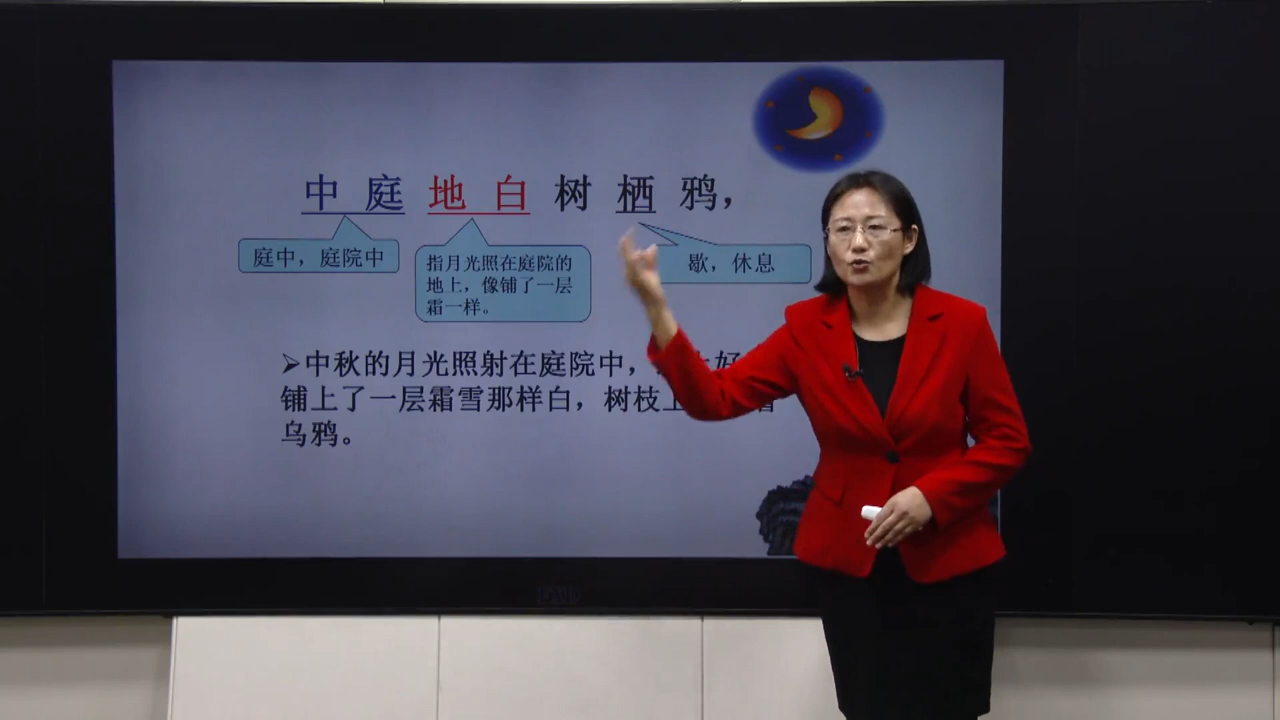 中庭地白树栖鸦，
庭中，庭院中
指月光照在庭院的
地上，像铺了一层
霜一样。
歇，休息
➢中秋的月光照射在庭院中，
铺上了一层霜雪那样白，树枝
乌鸦。